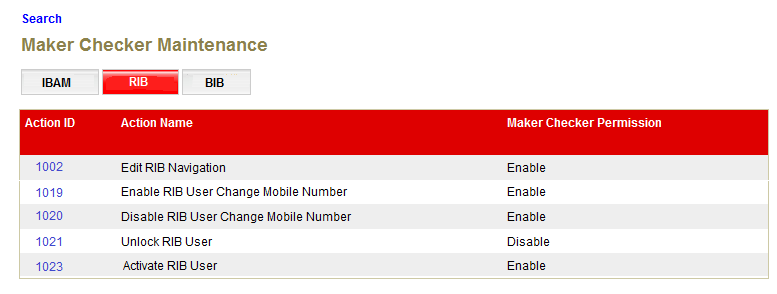 Search
Maker Checker Maintenance
IBAM RIB BIB
Action ID Action Name Maker Checker Permission
1002 Edit RIB Navigation Enable
1019 Enable RIB User Change Mobile Number Enable
1020 Disable RIB User Change Mobile Number Enable
1021 Unlock RIB User Disable
1023 Activate RIB User Enable